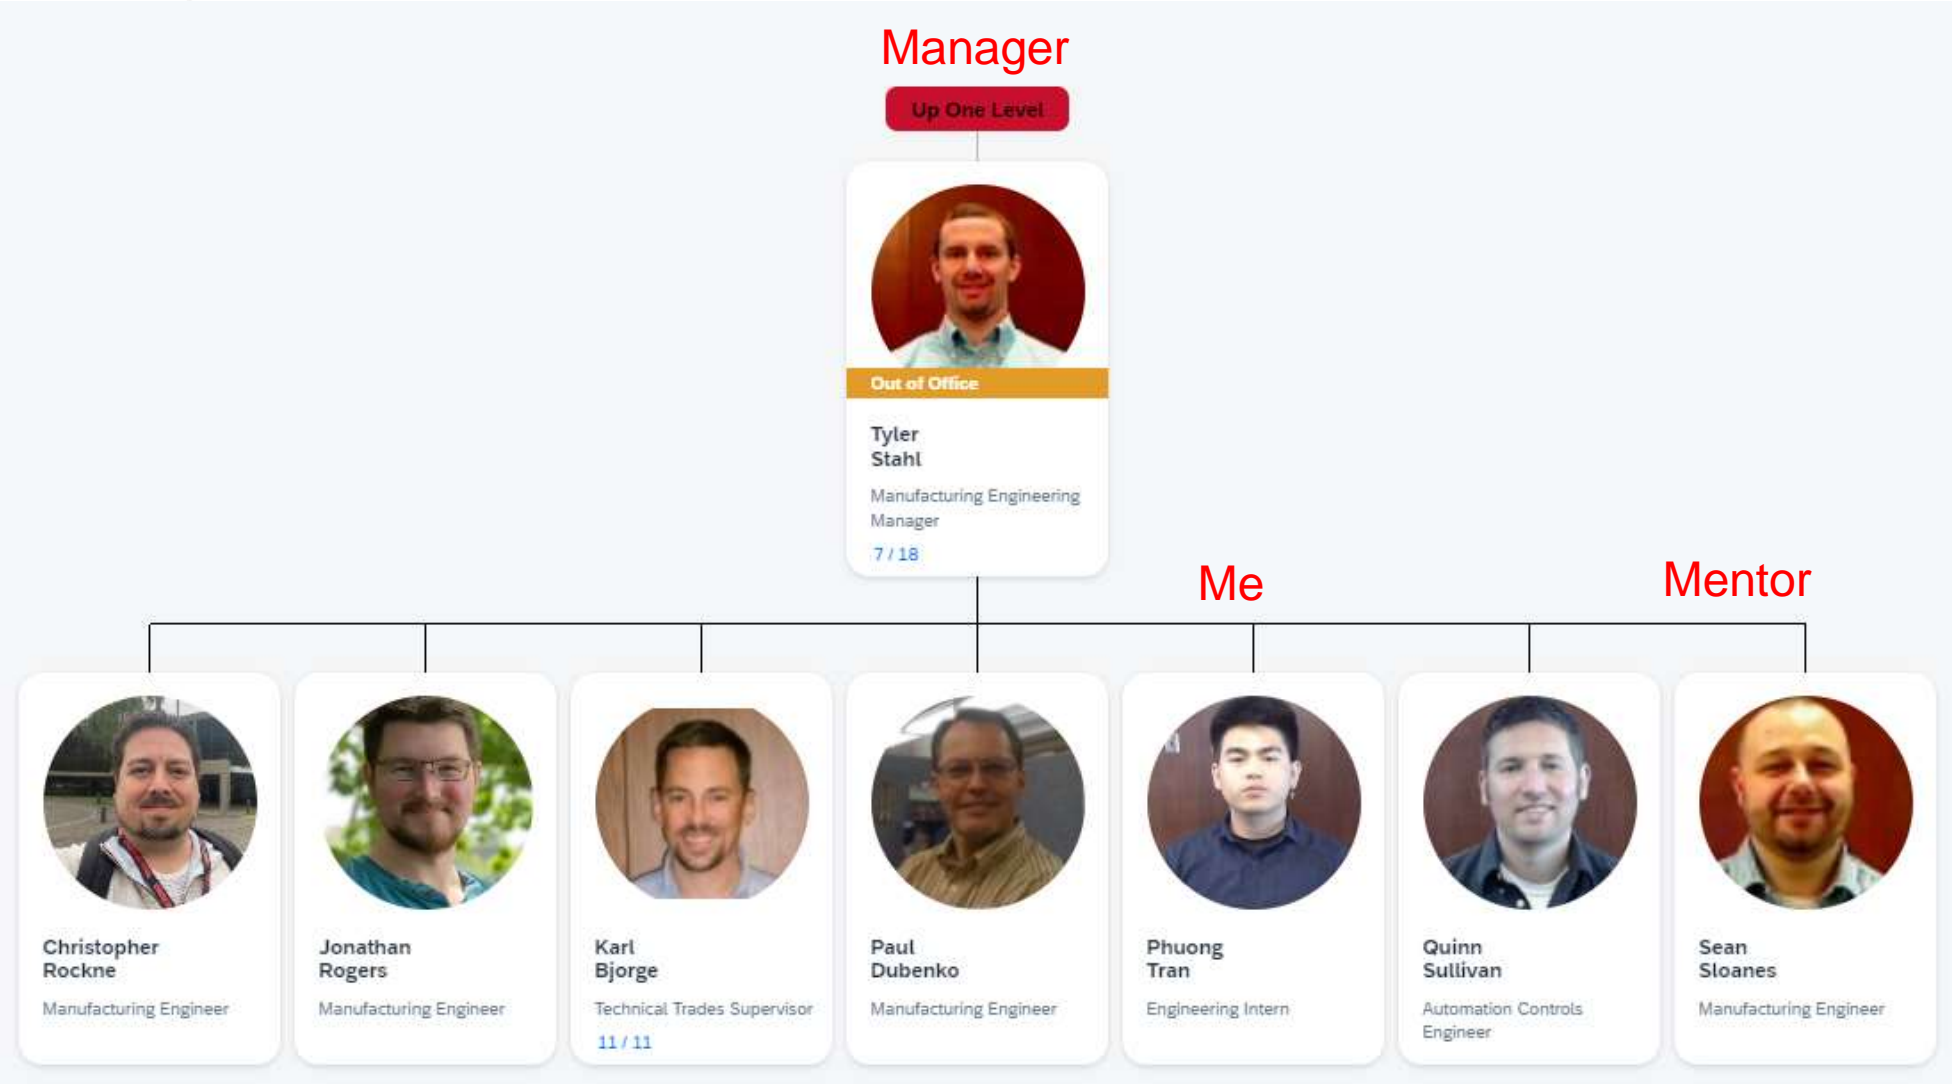 Manager
Up One Level
Out of Office
Tyler
Stahl
Manufacturing Engineering
Manager
7 / 18
Me
Mentor
Christopher
Rockne
Manufacturing Engineer
Jonathan
Rogers
Manufacturing Engineer
Karl
Bjorge
Technical Trades Supervisor
11 / 11
Paul
Dubenko
Manufacturing Engineer
Phuong
Tran
Engineering Intern
Quinn
Sullivan
Automation Controls
Engineer
Sean
Sloanes
Manufacturing Engineer